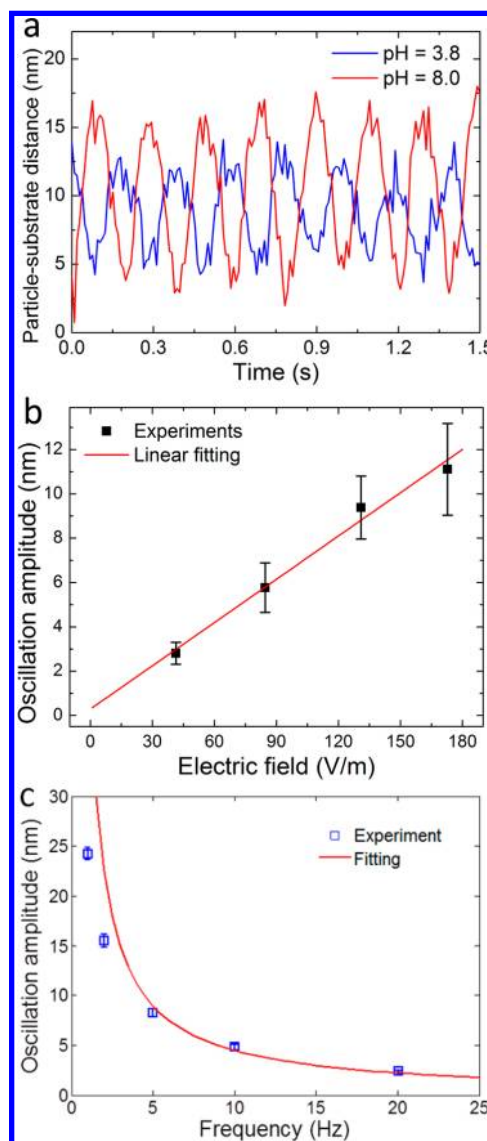 a
Particle-substrate distance (nm)
20
15
10
5
0
pH = 3.8
pH = 8.0
0.0 0.3 0.6 0.9 1.2 1.5
Time (s)
b
Oscillation amplitude (nm)
12
10
8
6
4
2
0
Experiments
Linear fitting
0 30 60 90 120 150 180
Electric field (V/m)
c
Oscillation amplitude (nm)
30
25
20
15
10
5
0
Experiment
Fitting
0 5 10 15 20 25
Frequency (Hz)